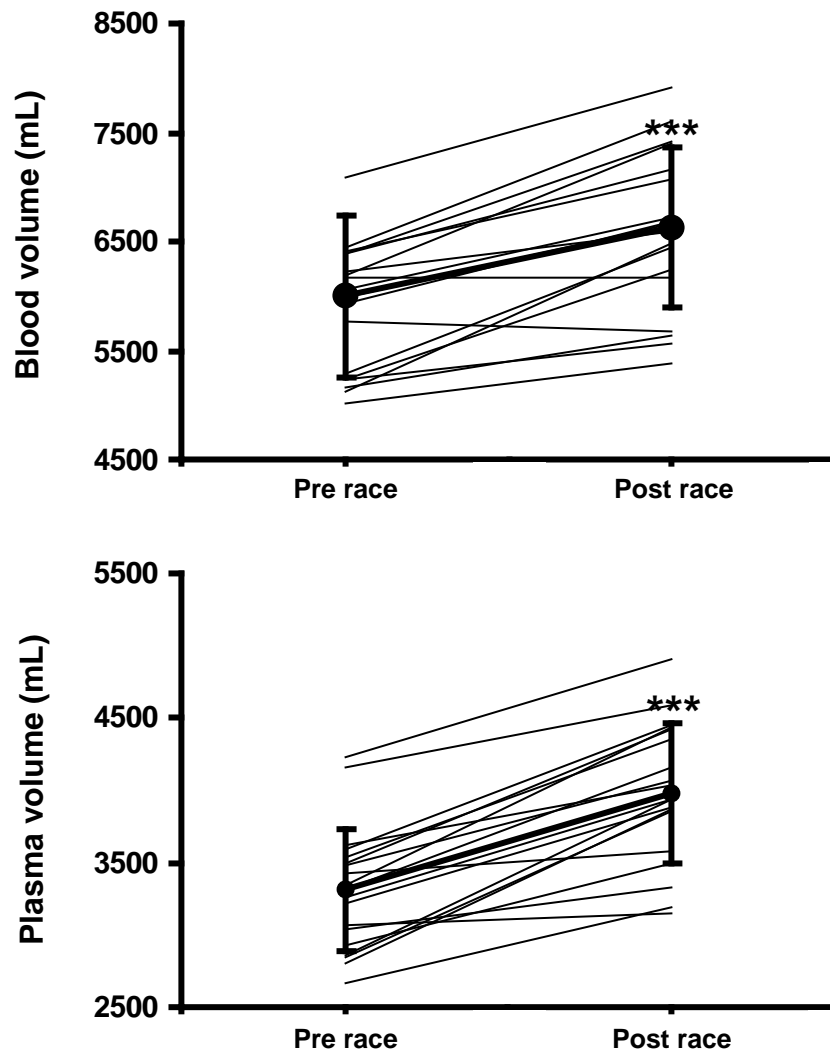 8500
7500
6500
5500
4500
Blood volume (mL)
***
Pre race
Post race
5500
4500
3500
2500
Plasma volume (mL)
***
Pre race
Post race